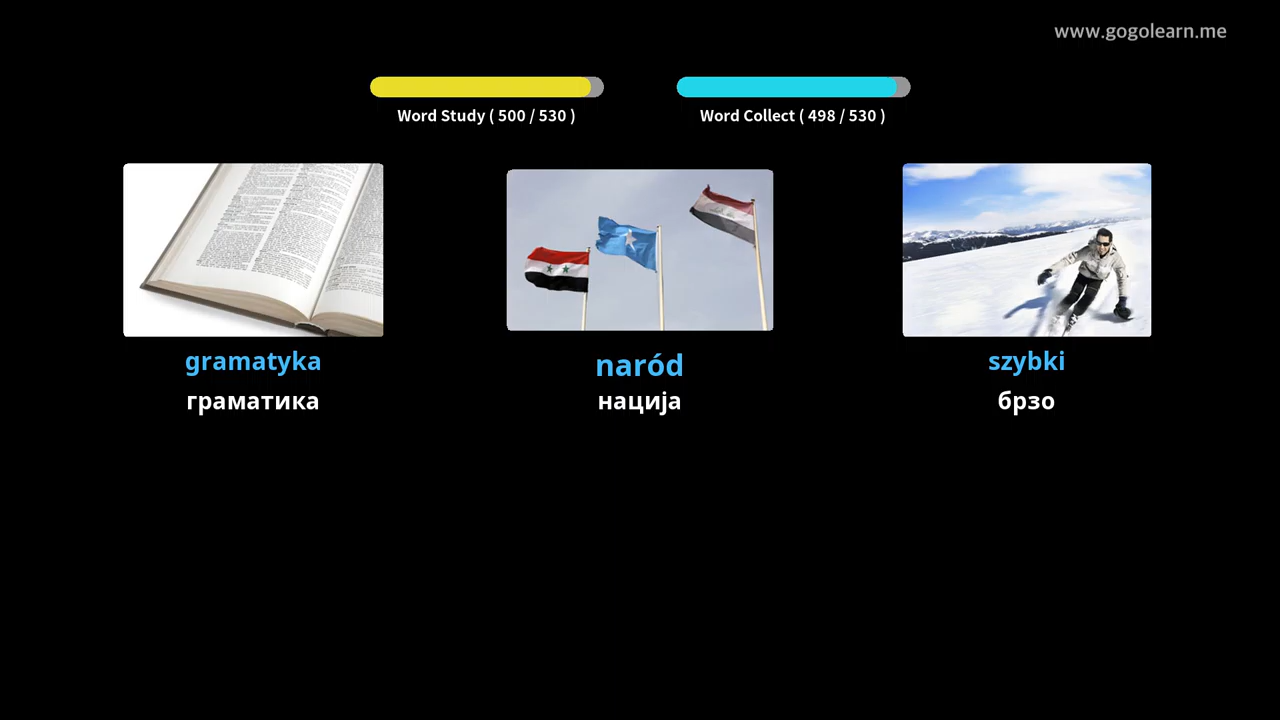 www.gogolearn.me
Word Study ( 500 / 530 )
Word Collect ( 498 / 530 )
gramatyka
граматика
naród
нација
szybki
брзо